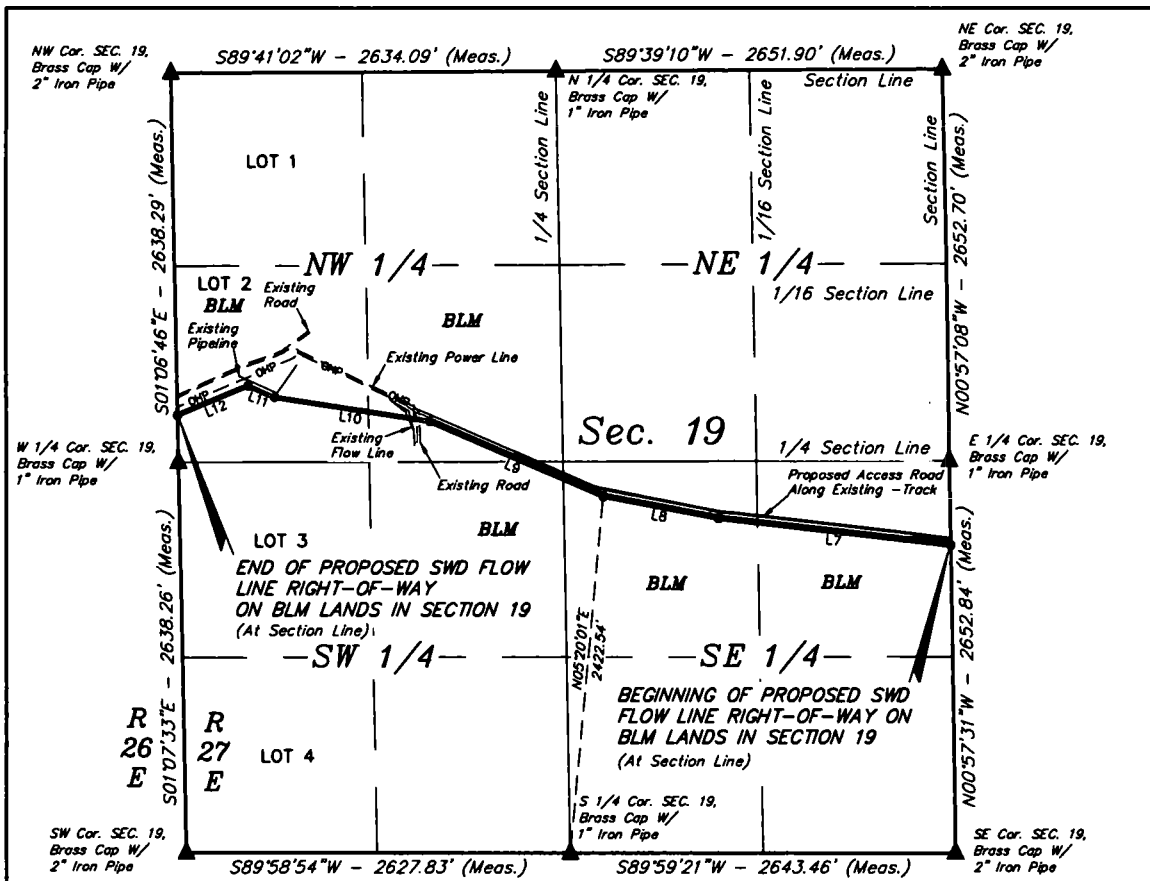 NW Cor. SEC. 19,
Brass Cap W/
2" Iron Pipe
S89°41'02"W - 2634.09' (Meas.)
S89°39'10"W - 2651.90' (Meas.)
NE Cor. SEC. 19,
Brass Cap W/
2" Iron Pipe
N 1/4 Cor. SEC. 19,
Brass Cap W/
1" Iron Pipe
Section Line
1/4 Section Line
1/16 Section Line
Section Line
S01°06'46"E - 2638.29' (Meas.)
N00°57'08"W - 2652.70' (Meas.)
LOT 1
NW 1/4
NE 1/4
1/16 Section Line
LOT 2
BLM
Existing
Road
Existing
Pipeline
BLM
Existing Power Line
OHP
OHP
OHP
L12
L11
L10
Existing
Flow Line
Existing Road
L9
Sec. 19
1/4 Section Line
W 1/4 Cor. SEC. 19,
Brass Cap W/
1" Iron Pipe
E 1/4 Cor. SEC. 19,
Brass Cap W/
1" Iron Pipe
Proposed Access Road
Along Existing -Track
L8
L7
LOT 3
BLM
BLM
BLM
END OF PROPOSED SWD FLOW
LINE RIGHT-OF-WAY
ON BLM LANDS IN SECTION 19
(At Section Line)
S01°07'33"E - 2638.26' (Meas.)
N05°20'01"E
2422.54'
N00°57'31"W - 2652.84' (Meas.)
SW 1/4
SE 1/4
BEGINNING OF PROPOSED SWD
FLOW LINE RIGHT-OF-WAY ON
BLM LANDS IN SECTION 19
(At Section Line)
R
26
E
R
27
E
LOT 4
S 1/4 Cor. SEC. 19,
Brass Cap W/
1" Iron Pipe
SW Cor. SEC. 19,
Brass Cap W/
2" Iron Pipe
S89°58'54"W - 2627.83' (Meas.)
S89°59'21"W - 2643.46' (Meas.)
SE Cor. SEC. 19,
Brass Cap W/
2" Iron Pipe